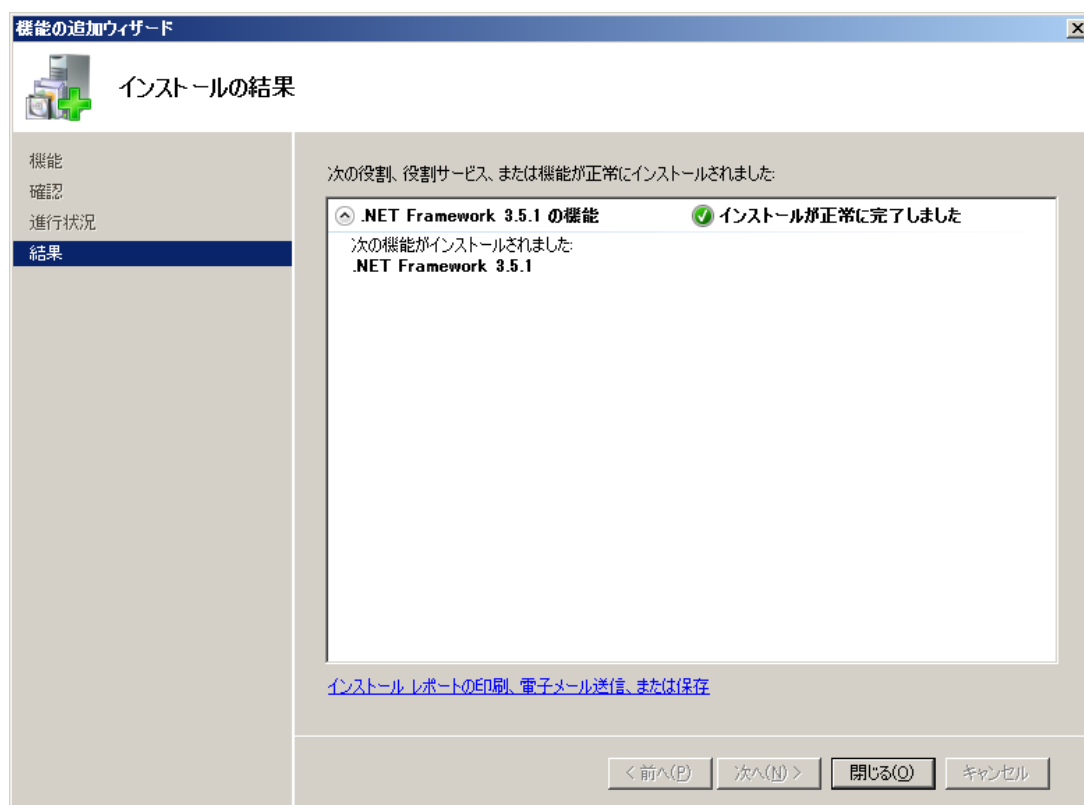 機能の追加ウィザード
インストールの結果
機能
確認
進行状況
結果
次の役割、役割サービス、または機能が正常にインストールされました:
.NET Framework 3.5.1 の機能 インストールが正常に完了しました
次の機能がインストールされました:
.NET Framework 3.5.1
インストール レポートの印刷、電子メール送信、または保存
< 前へ(P) 次へ(N) > 閉じる(O) キャンセル